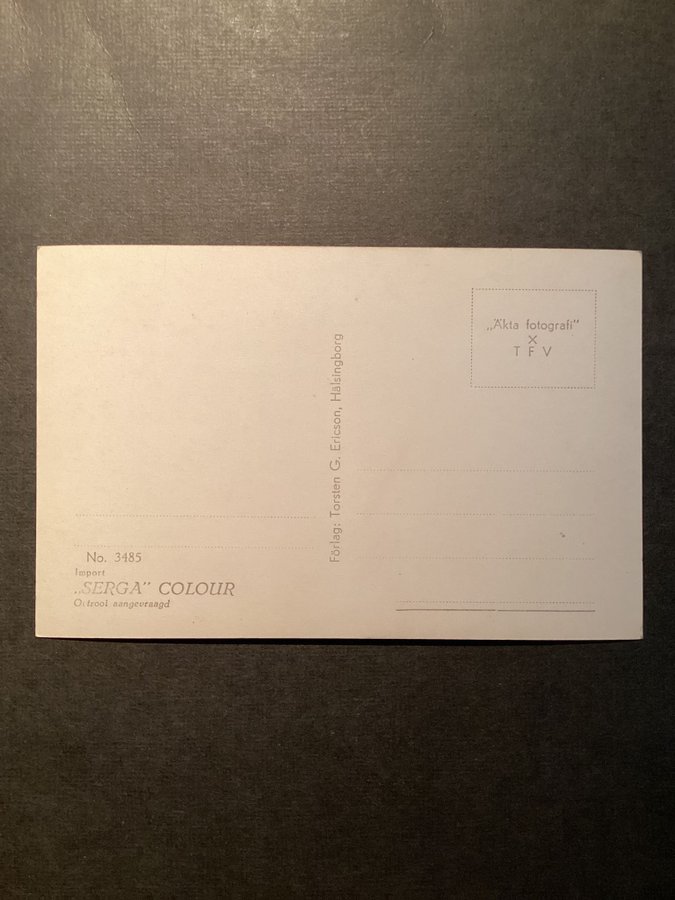 „Äkta fotografi"
X
T F V
Förlag: Torsten G. Ericson, Hälsingborg
No. 3485
Import
„SERGA" COLOUR
Octrooi aangevraagd